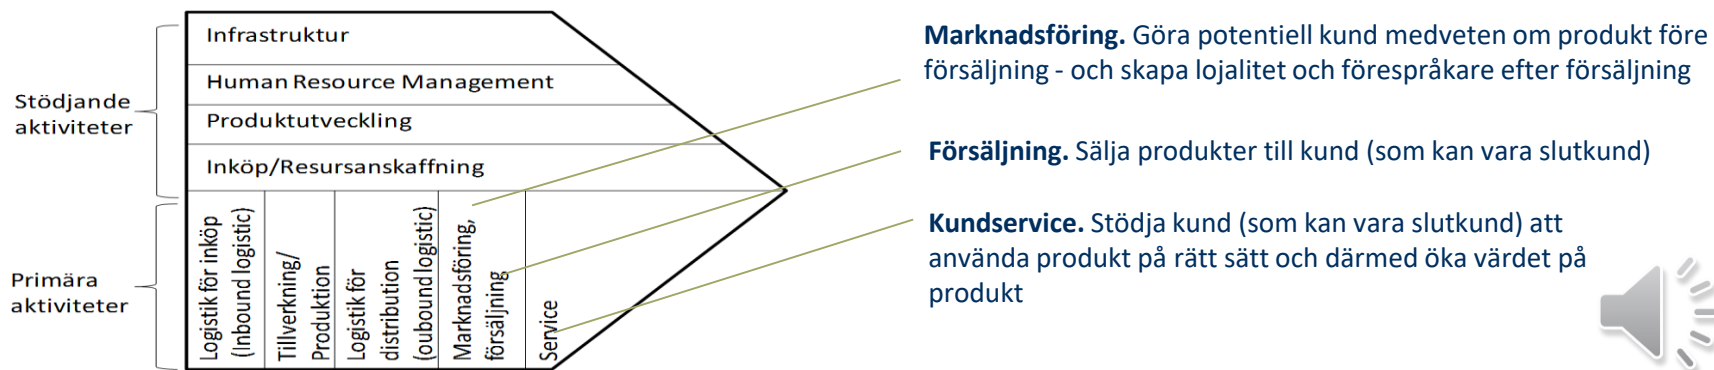 Stödjande
aktiviteter
Infrastruktur
Human Resource Management
Produktutveckling
Inköp/Resursanskaffning
Primära
aktiviteter
Logistik för inköp
(Inbound logistic)
Tillverkning/
Produktion
Logistik för
distribution
(oubound logistic)
Marknadsföring,
försäljning
Service
Marknadsföring. Göra potentiell kund medveten om produkt före
försäljning - och skapa lojalitet och förespråkare efter försäljning
Försäljning. Sälja produkter till kund (som kan vara slutkund)
Kundservice. Stödja kund (som kan vara slutkund) att
använda produkt på rätt sätt och därmed öka värdet på
produkt